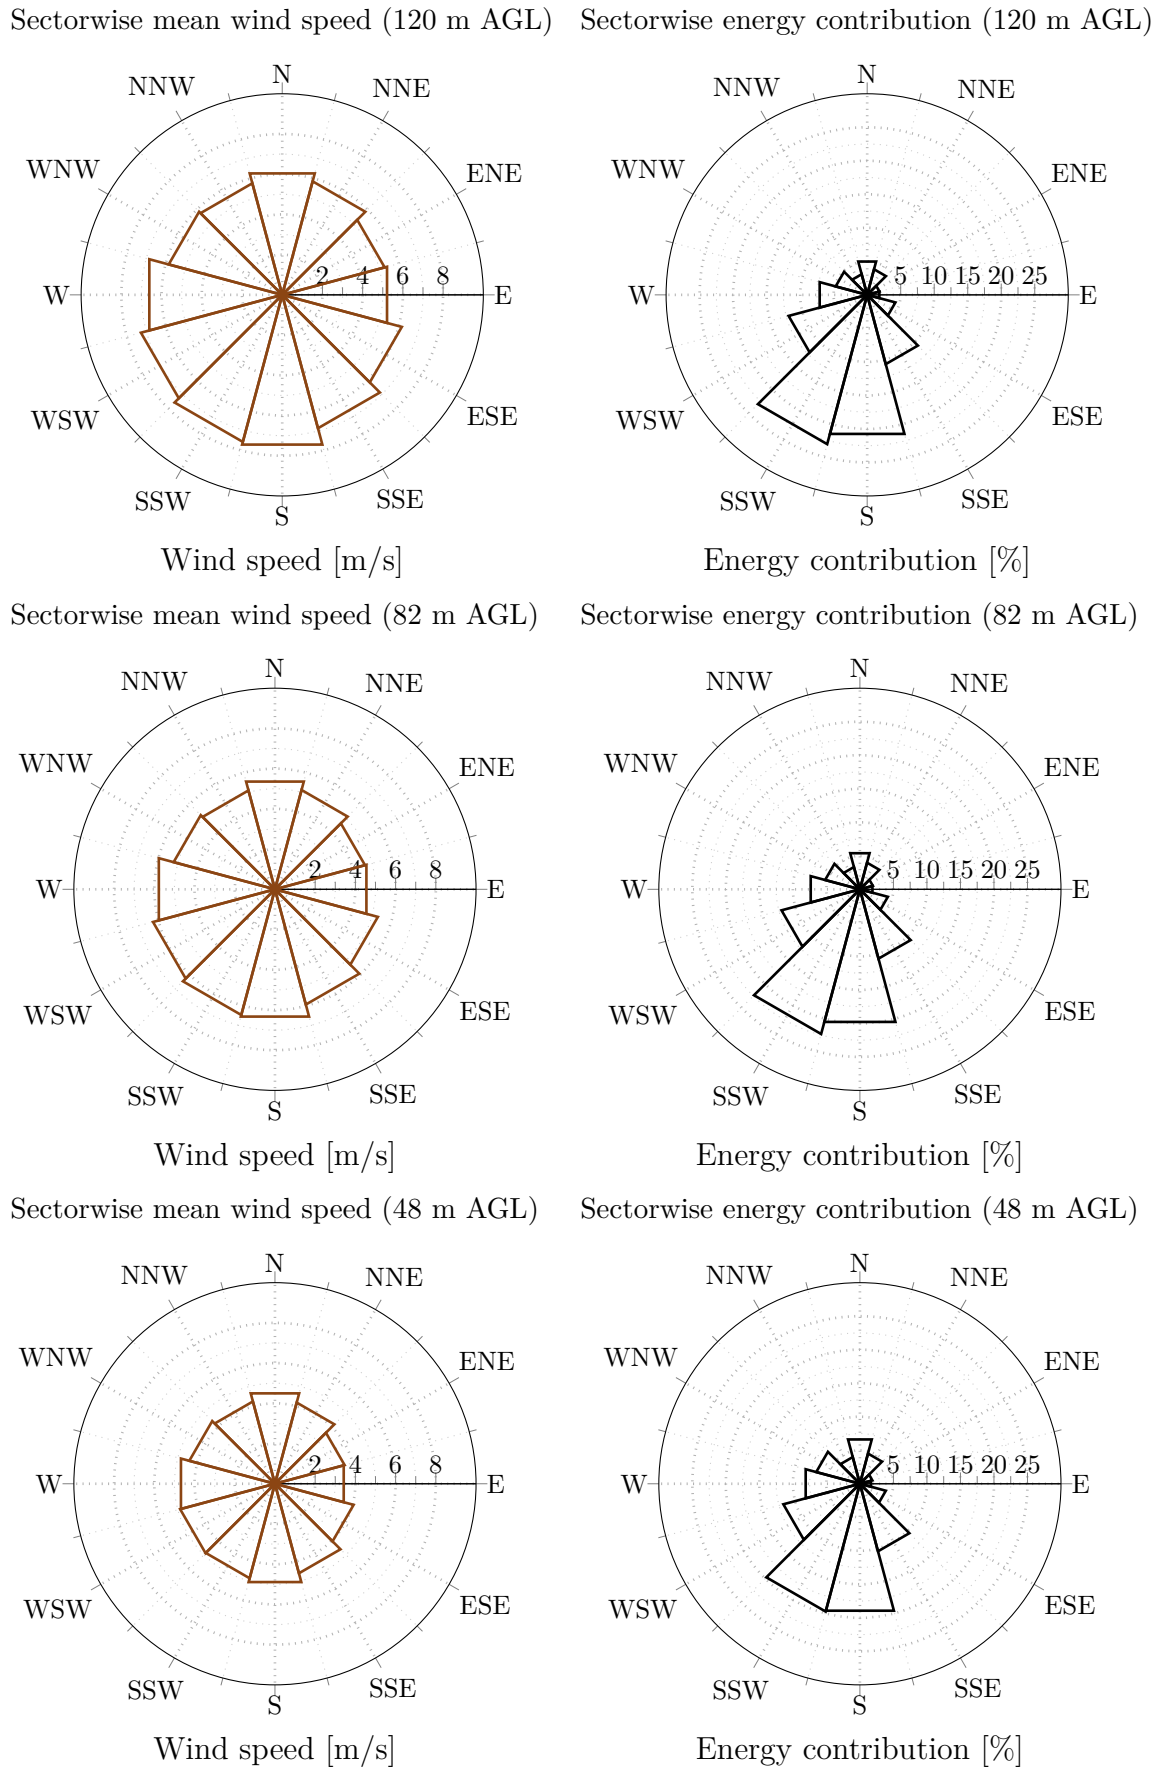 Sectorwise mean wind speed (120 m AGL)
N
NNW
NNE
WNW
ENE
2 4 6 8
W
E
WSW
ESE
SSW
SSE
S
Wind speed [m/s]
Sectorwise energy contribution (120 m AGL)
N
NNW
NNE
WNW
ENE
5 10 15 20 25
W
E
WSW
ESE
SSW
SSE
S
Energy contribution [%]
Sectorwise mean wind speed (82 m AGL)
N
NNW
NNE
WNW
ENE
2 4 6 8
W
E
WSW
ESE
SSW
SSE
S
Wind speed [m/s]
Sectorwise energy contribution (82 m AGL)
N
NNW
NNE
WNW
ENE
5 10 15 20 25
W
E
WSW
ESE
SSW
SSE
S
Energy contribution [%]
Sectorwise mean wind speed (48 m AGL)
N
NNW
NNE
WNW
ENE
2 4 6 8
W
E
WSW
ESE
SSW
SSE
S
Wind speed [m/s]
Sectorwise energy contribution (48 m AGL)
N
NNW
NNE
WNW
ENE
5 10 15 20 25
W
E
WSW
ESE
SSW
SSE
S
Energy contribution [%]